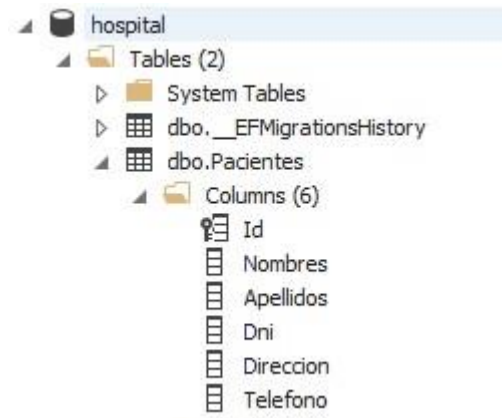 hospital
Tables (2)
System Tables
dbo.__EFMigrationsHistory
dbo.Pacientes
Columns (6)
Id
Nombres
Apellidos
Dni
Direccion
Telefono